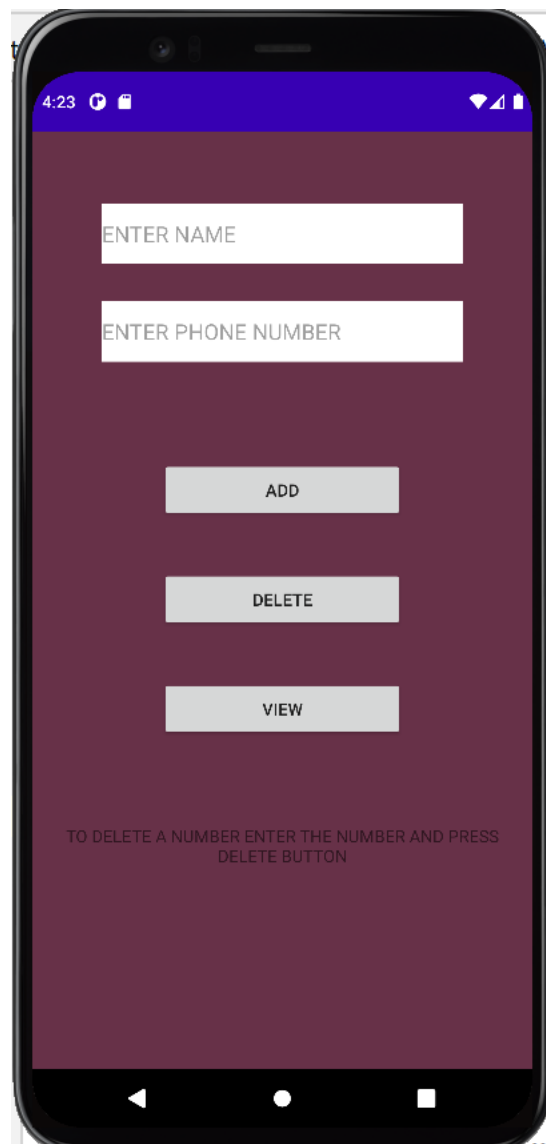 4:23
ENTER NAME
ENTER PHONE NUMBER
ADD
DELETE
VIEW
TO DELETE A NUMBER ENTER THE NUMBER AND PRESS
DELETE BUTTON